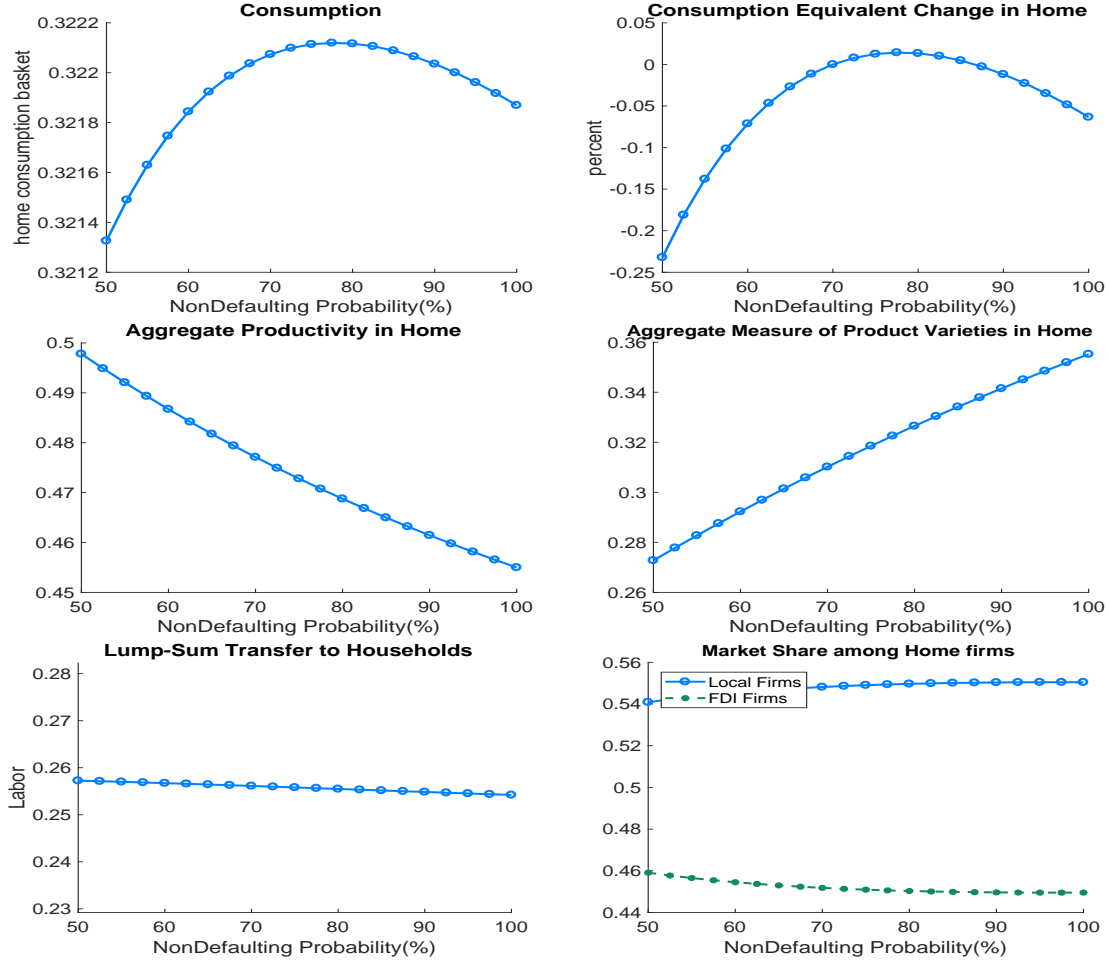 Consumption
home consumption basket
0.3222
0.322
0.3218
0.3216
0.3214
0.3212
50 60 70 80 90 100
NonDefaulting Probability(%)
Consumption Equivalent Change in Home
percent
0.05
0
-0.05
-0.1
-0.15
-0.2
-0.25
50 60 70 80 90 100
NonDefaulting Probability(%)
Aggregate Productivity in Home
0.5
0.49
0.48
0.47
0.46
0.45
50 60 70 80 90 100
NonDefaulting Probability(%)
Aggregate Measure of Product Varieties in Home
0.36
0.34
0.32
0.3
0.28
0.26
50 60 70 80 90 100
NonDefaulting Probability(%)
Lump-Sum Transfer to Households
Labor
0.28
0.27
0.26
0.25
0.24
0.23
50 60 70 80 90 100
NonDefaulting Probability(%)
Market Share among Home firms
0.56
0.54
0.52
0.5
0.48
0.46
0.44
Local Firms
FDI Firms
50 60 70 80 90 100
NonDefaulting Probability(%)